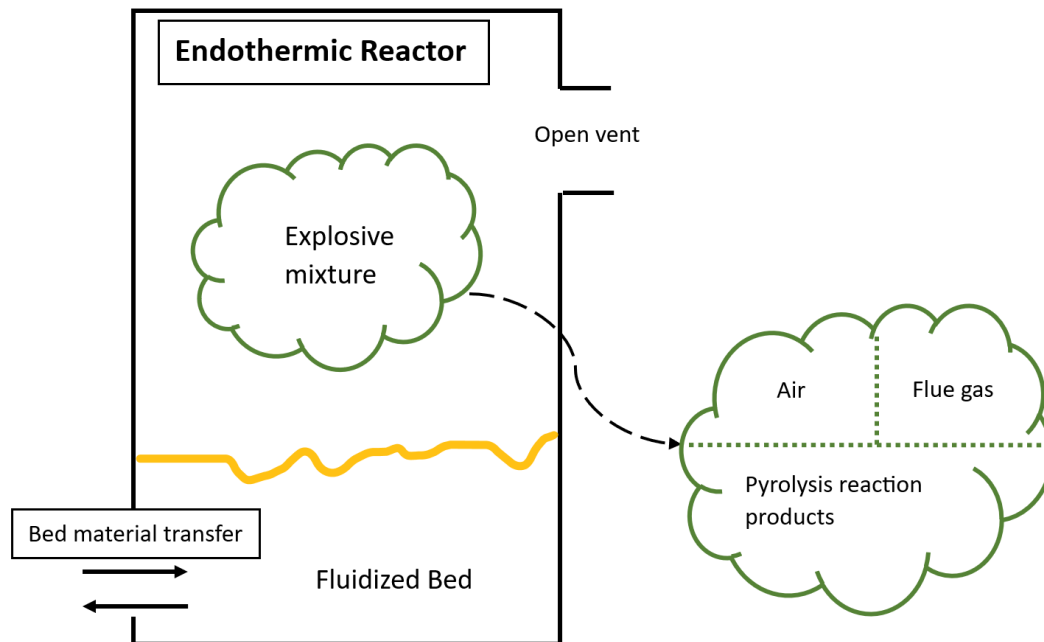 Endothermic Reactor
Open vent
Explosive
mixture
Air
Flue gas
Pyrolysis reaction
products
Bed material transfer
Fluidized Bed